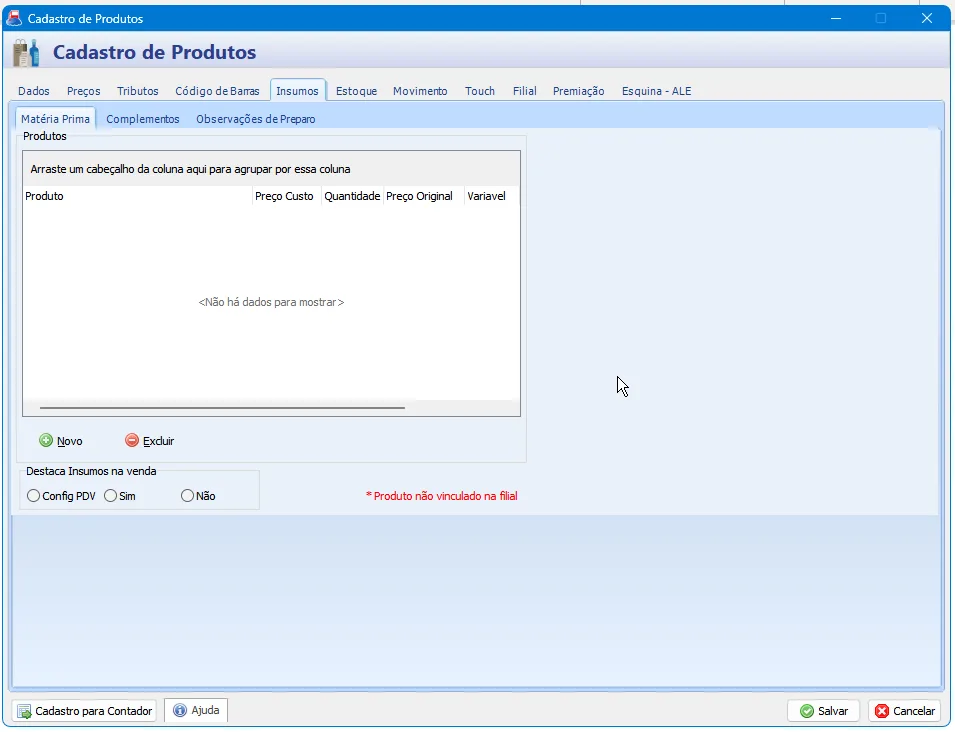 Cadastro de Produtos
Cadastro de Produtos
Dados Preços Tributos Código de Barras Insumos Estoque Movimento Touch Filial Premiação Esquina - ALE
Matéria Prima Complementos Observações de Preparo
Produtos
Arraste um cabeçalho da coluna aqui para agrupar por essa coluna
Produto Preço Custo Quantidade Preço Original Variavel
<Não há dados para mostrar>
Novo Excluir
Destaca Insumos na venda
Config PDV Sim Não * Produto não vinculado na filial
Cadastro para Contador Ajuda Salvar Cancelar